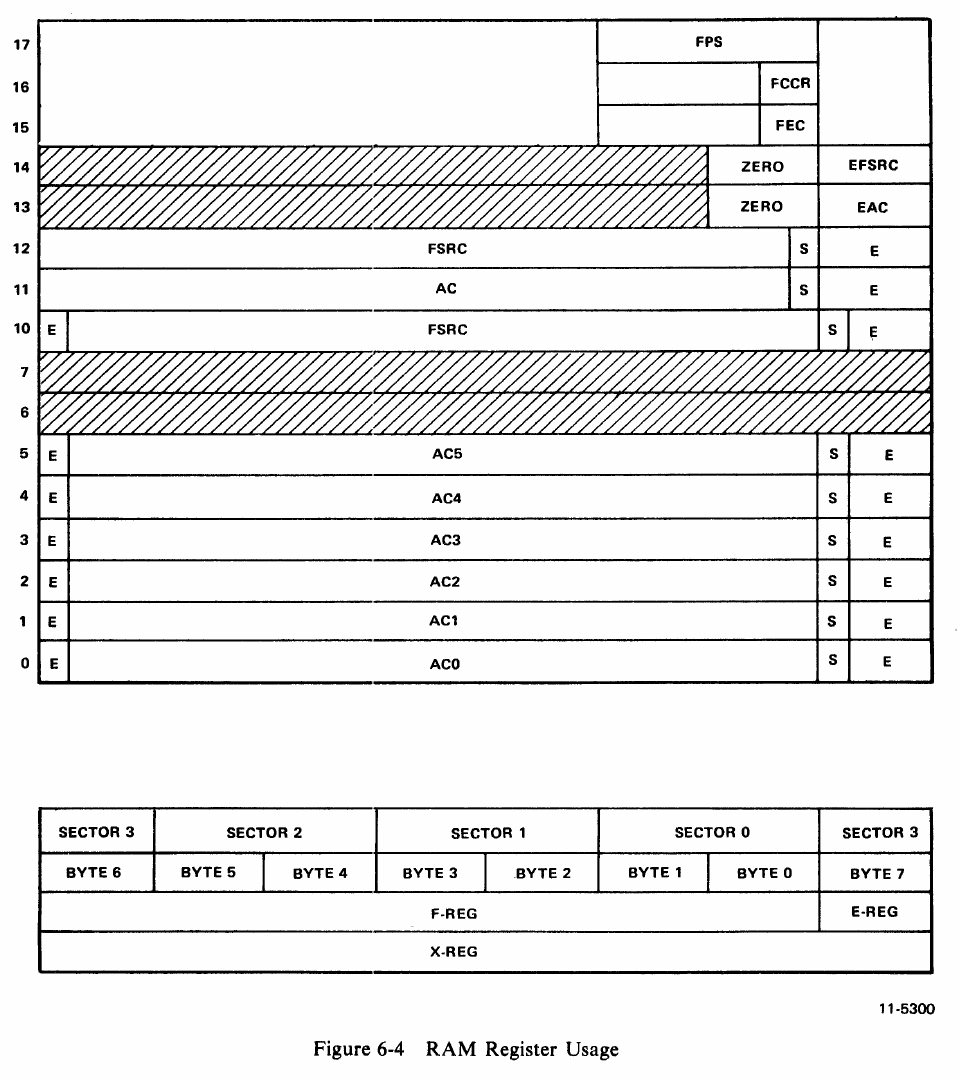 17 FPS
16 FCCR
15 FEC
14 ZERO EFSRC
13 ZERO EAC
12 FSRC S E
11 AC S E
10 E FSRC S E
7
6
5 E AC5 S E
4 E AC4 S E
3 E AC3 S E
2 E AC2 S E
1 E AC1 S E
0 E AC0 S E
SECTOR 3 SECTOR 2 SECTOR 1 SECTOR 0 SECTOR 3
BYTE 6 BYTE 5 BYTE 4 BYTE 3 BYTE 2 BYTE 1 BYTE 0 BYTE 7
F-REG E-REG
X-REG
11-5300
Figure 6-4 RAM Register Usage